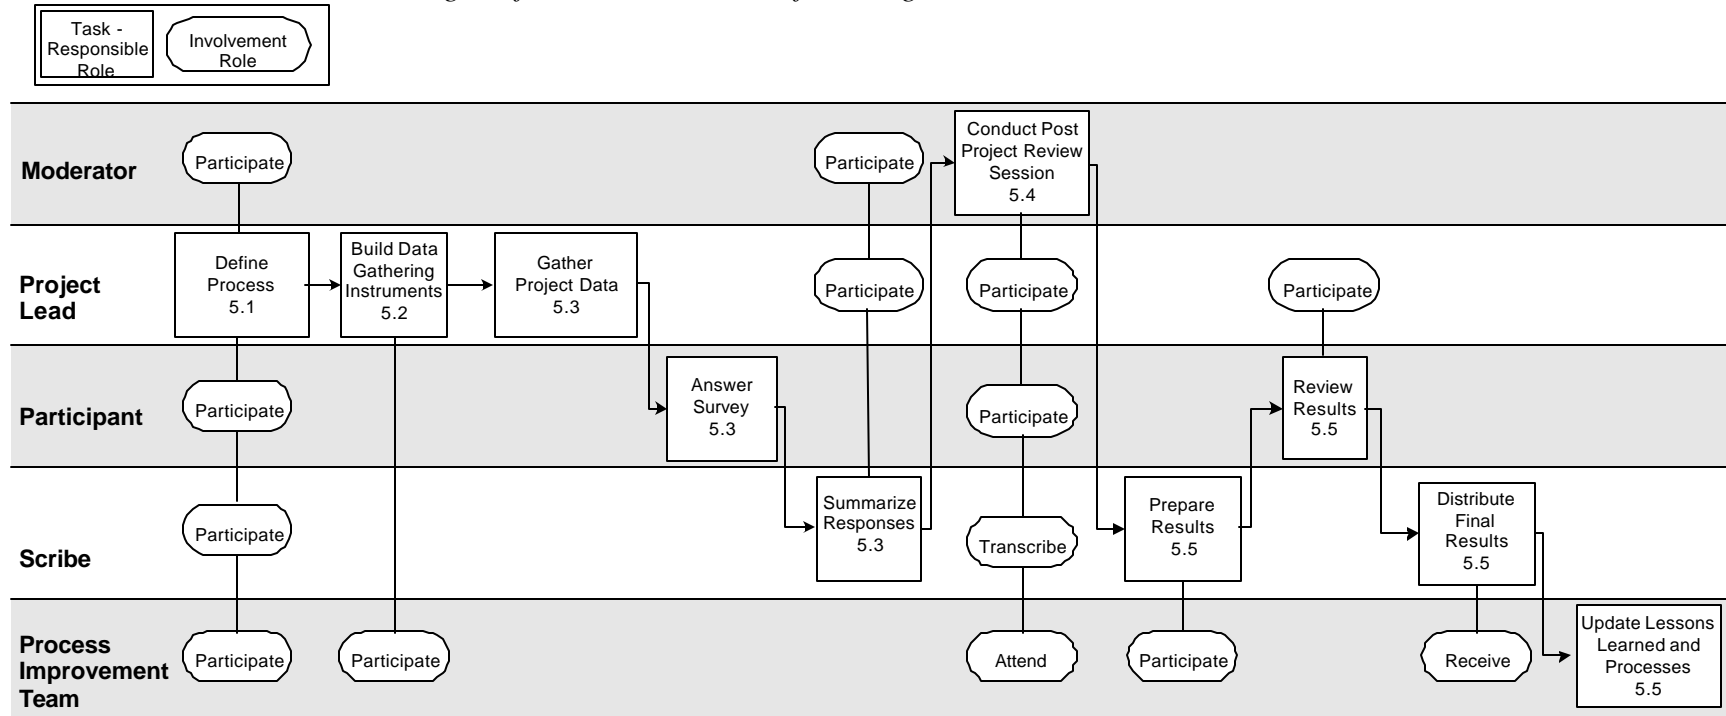 Task -
Responsible
Role
Involvement
Role
Moderator
Participate
Participate
Conduct Post
Project Review
Session
5.4
Project
Lead
Define
Process
5.1
Build Data
Gathering
Instruments
5.2
Gather
Project Data
5.3
Participate
Participate
Participate
Participant
Participate
Answer
Survey
5.3
Participate
Review
Results
5.5
Scribe
Participate
Summarize
Responses
5.3
Transcribe
Prepare
Results
5.5
Distribute
Final
Results
5.5
Process
Improvement
Team
Participate
Participate
Attend
Participate
Receive
Update Lessons
Learned and
Processes
5.5